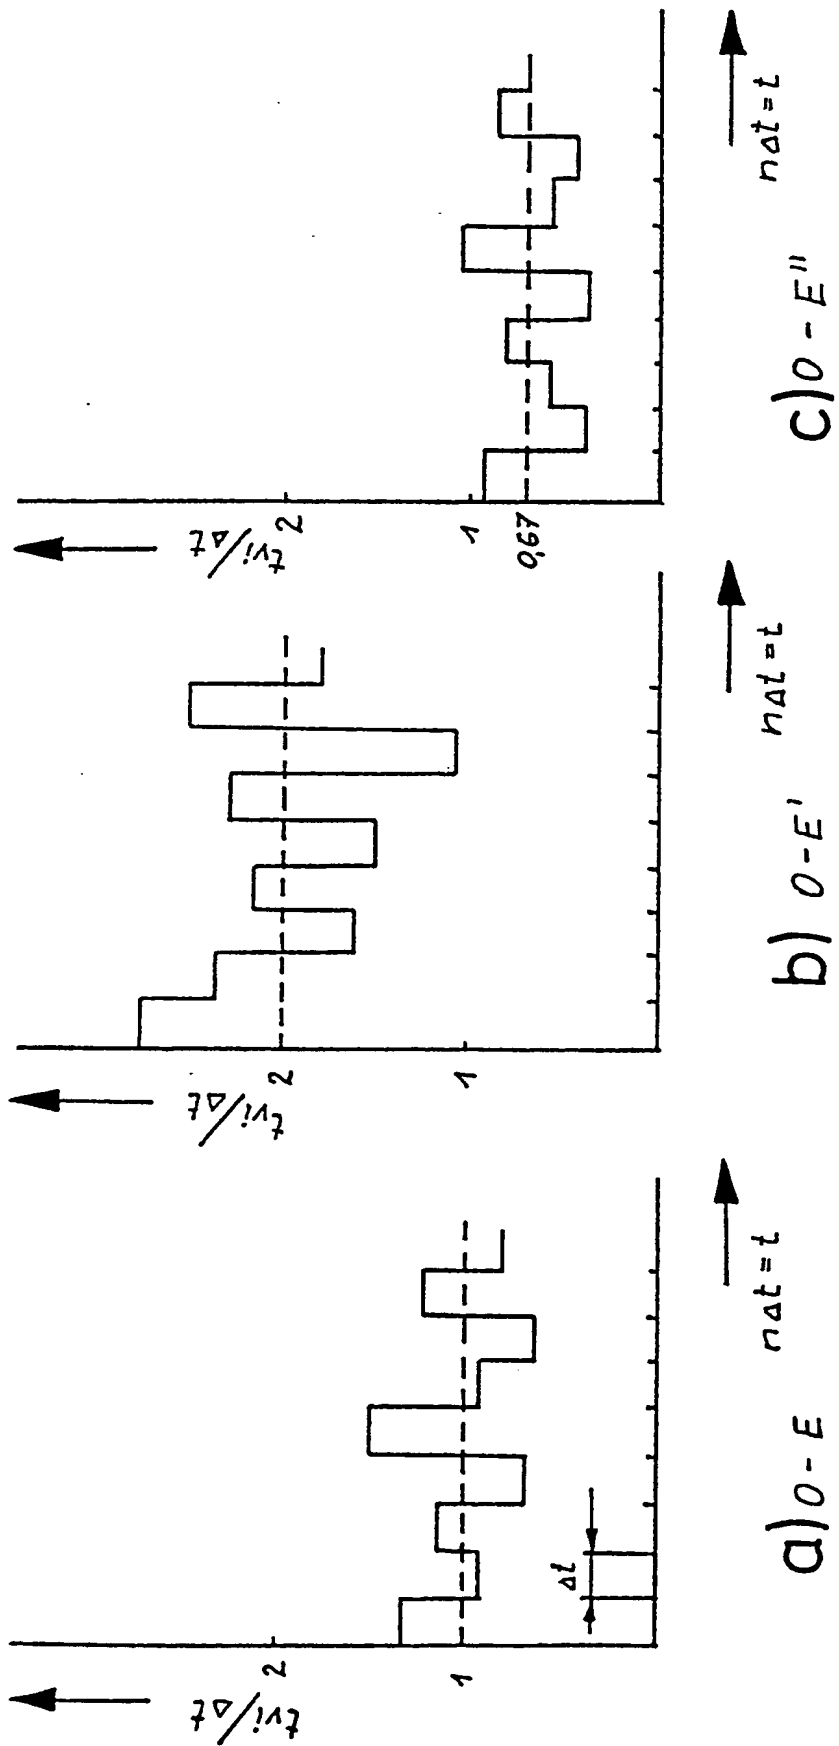 tvi/Δt
2
1
Δt
nΔt=t
a) O-E
tvi/Δt
2
1
nΔt=t
b) O-E'
tvi/Δt
2
1
0,67
nΔt=t
c) O-E"